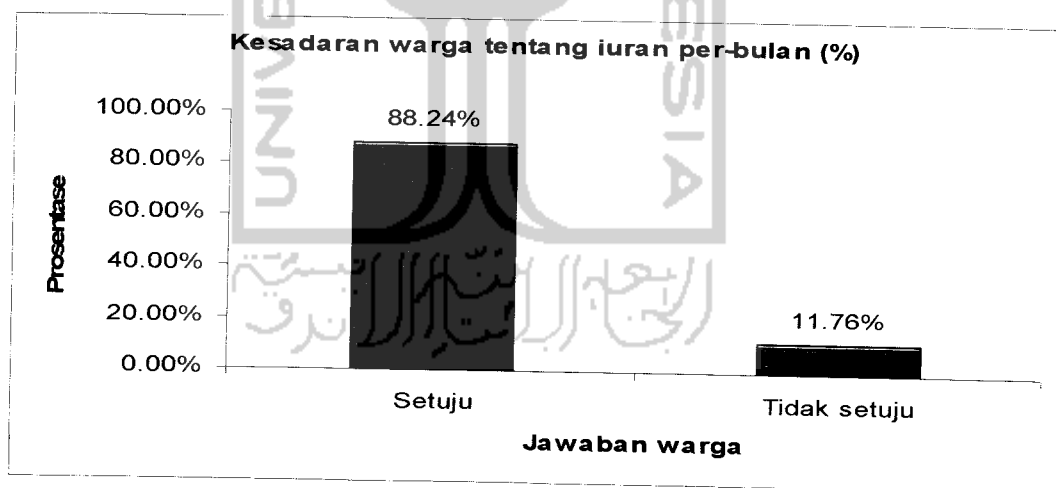 Kesadaran warga tentang iuran per-bulan (%)
100.00%
80.00%
60.00%
40.00%
20.00%
0.00%
Prosentase
88.24%
11.76%
Setuju
Tidak setuju
Jawaban warga
ESIA